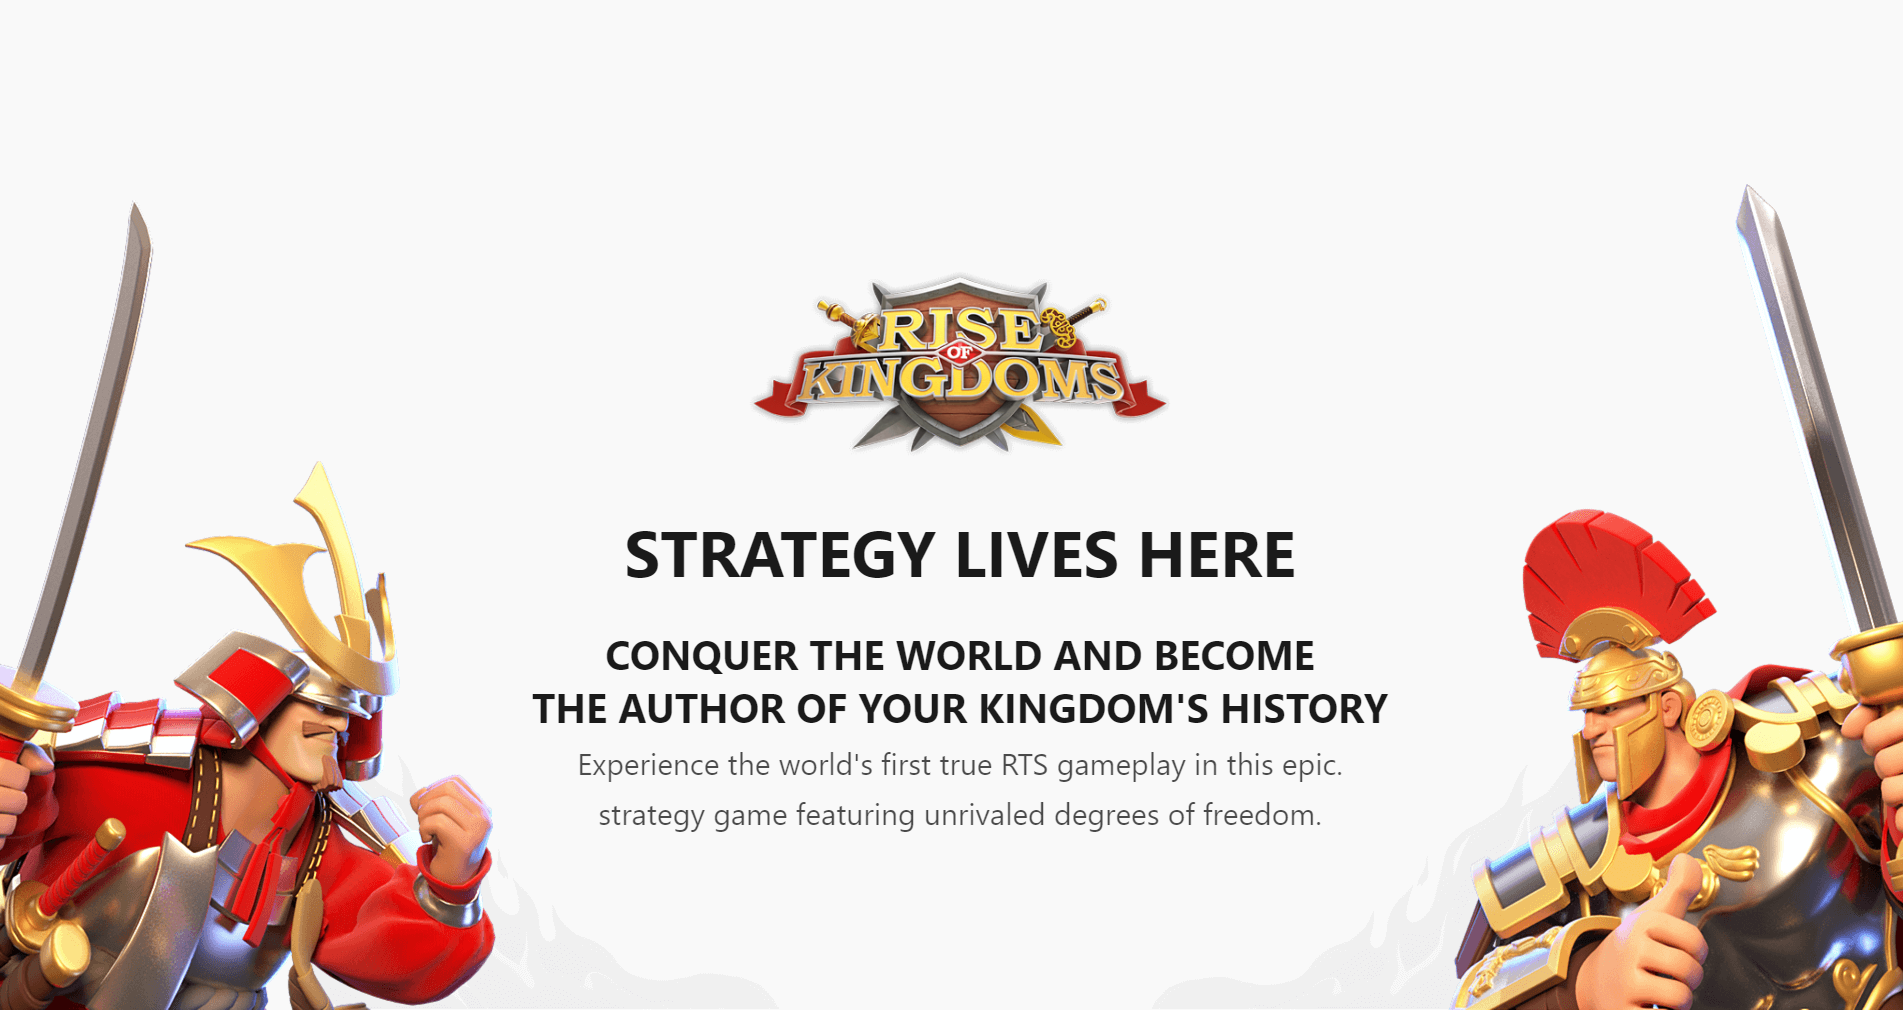 RISE
OF
KINGDOMS
STRATEGY LIVES HERE
CONQUER THE WORLD AND BECOME
THE AUTHOR OF YOUR KINGDOM'S HISTORY
Experience the world's first true RTS gameplay in this epic.
strategy game featuring unrivaled degrees of freedom.